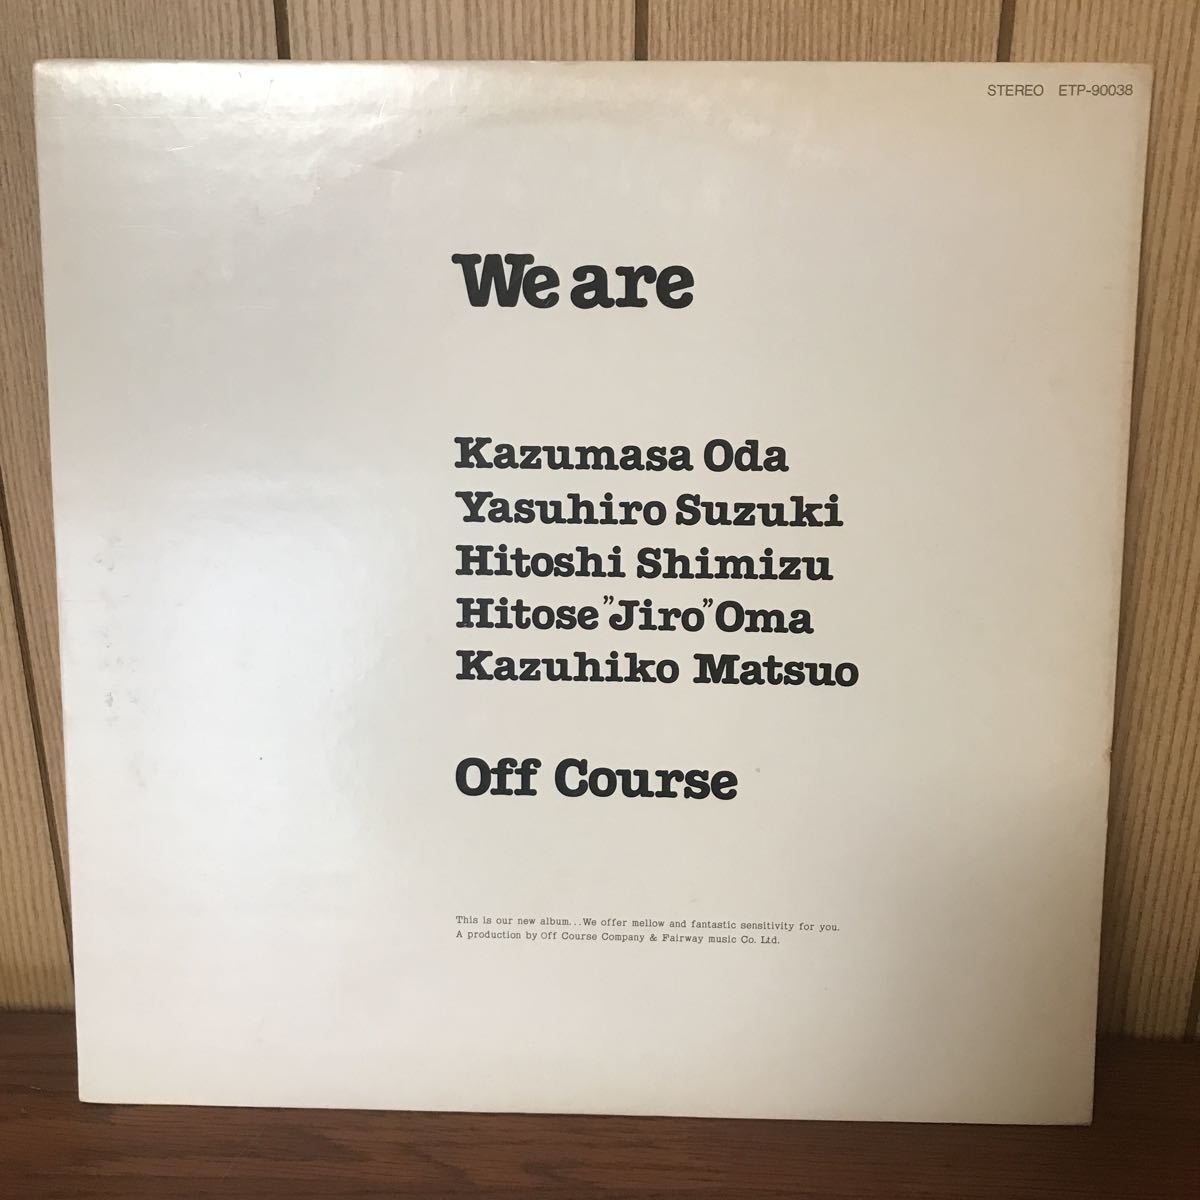 STEREO ETP-90038
We are
Kazumasa Oda
Yasuhiro Suzuki
Hitoshi Shimizu
Hitose ”Jiro” Oma
Kazuhiko Matsuo
Off Course
This is our new album...We offer mellow and fantastic sensitivity for you.
A production by Off Course Company & Fairway music Co. Ltd.